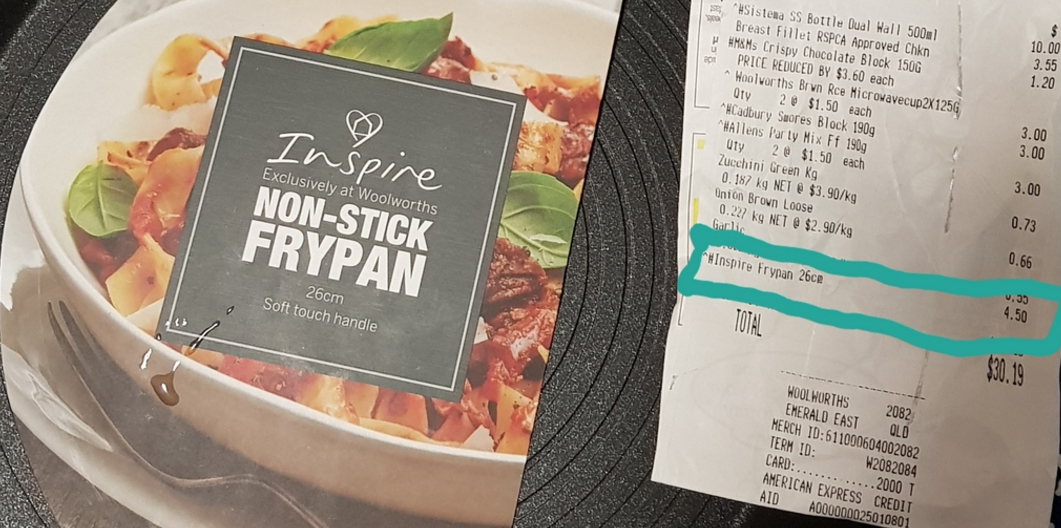 Inspire
Exclusively at Woolworths
NON-STICK
FRYPAN
26cm
Soft touch handle
$
^#Sistema SS Bottle Dual Wall 500ml 10.00
Breast Fillet RSPCA Approved Chkn 3.55
#M&Ms Crispy Chocolate Block 150G 1.20
PRICE REDUCED BY $3.60 each
^ Woolworths Brwn Rce Microwavecup2X125G
Qty 2 @ $1.50 each 3.00
^#Cadbury Smores Block 190g 3.00
^#Allens Party Mix Ff 190g
Qty 2 @ $1.50 each 3.00
Zucchini Green Kg
0.187 kg NET @ $3.90/kg 0.73
Onion Brown Loose
0.227 kg NET @ $2.90/kg 0.66
Garlic
^#Inspire Frypan 26cm 4.50
TOTAL $30.19
WOOLWORTHS 2082
EMERALD EAST QLD
MERCH ID:611000604002082
TERM ID: W2082084
CARD:..........2000 T
AMERICAN EXPRESS CREDIT
AID A000000025010801